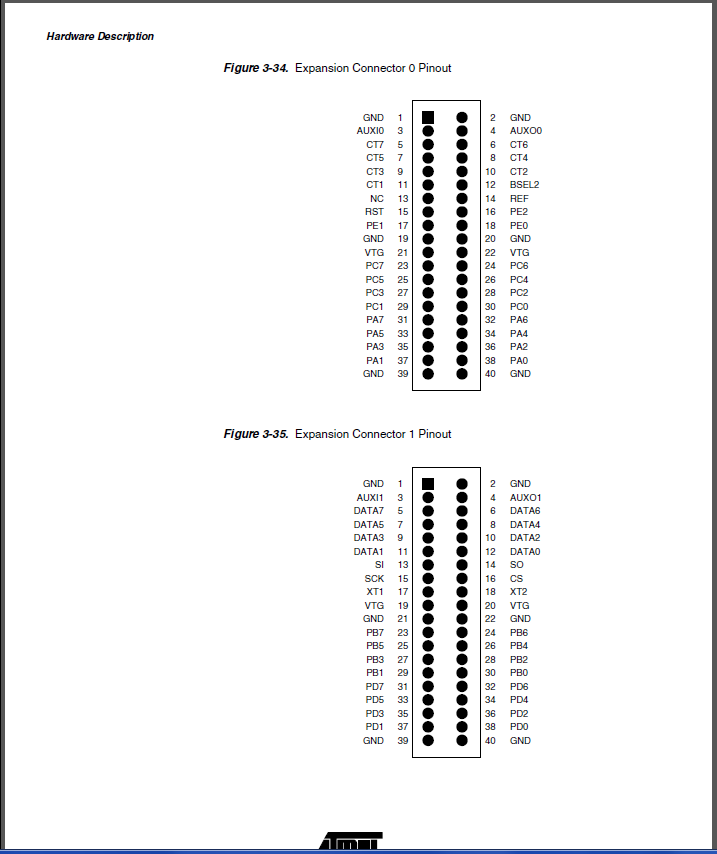 Hardware Description
Figure 3-34. Expansion Connector 0 Pinout
GND 1 2 GND
AUXI0 3 4 AUXO0
CT7 5 6 CT6
CT5 7 8 CT4
CT3 9 10 CT2
CT1 11 12 BSEL2
NC 13 14 REF
RST 15 16 PE2
PE1 17 18 PE0
GND 19 20 GND
VTG 21 22 VTG
PC7 23 24 PC6
PC5 25 26 PC4
PC3 27 28 PC2
PC1 29 30 PC0
PA7 31 32 PA6
PA5 33 34 PA4
PA3 35 36 PA2
PA1 37 38 PA0
GND 39 40 GND
Figure 3-35. Expansion Connector 1 Pinout
GND 1 2 GND
AUXI1 3 4 AUXO1
DATA7 5 6 DATA6
DATA5 7 8 DATA4
DATA3 9 10 DATA2
DATA1 11 12 DATA0
SI 13 14 SO
SCK 15 16 CS
XT1 17 18 XT2
VTG 19 20 VTG
GND 21 22 GND
PB7 23 24 PB6
PB5 25 26 PB4
PB3 27 28 PB2
PB1 29 30 PB0
PD7 31 32 PD6
PD5 33 34 PD4
PD3 35 36 PD2
PD1 37 38 PD0
GND 39 40 GND
ATMEL